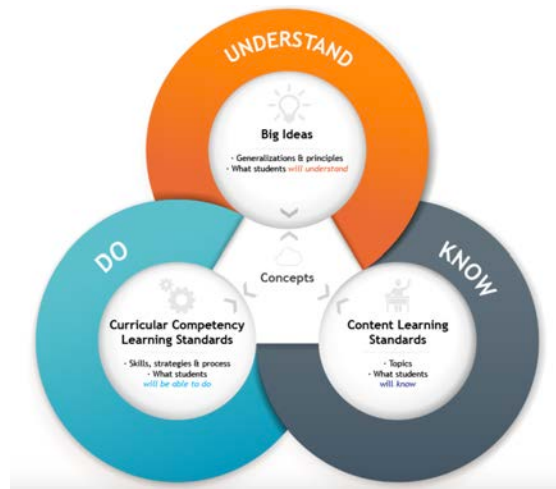 UNDERSTAND
Big Ideas
- Generalizations & principles
- What students will understand
DO
KNOW
Concepts
Curricular Competency
Learning Standards
- Skills, strategies & process
- What students
will be able to do
Content Learning
Standards
- Topics
- What students
will know